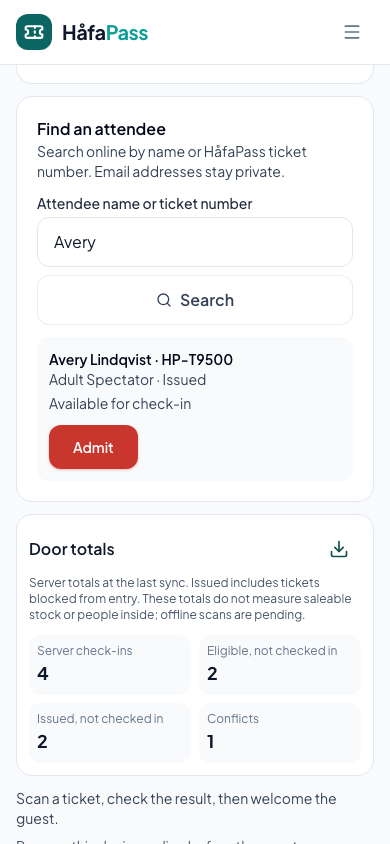 HåfaPass
Find an attendee
Search online by name or HåfaPass ticket
number. Email addresses stay private.
Attendee name or ticket number
Avery
Search
Avery Lindqvist · HP-T9500
Adult Spectator · Issued
Available for check-in
Admit
Door totals
Server totals at the last sync. Issued includes tickets
blocked from entry. These totals do not measure saleable
stock or people inside; offline scans are pending.
Server check-ins
4
Eligible, not checked in
2
Issued, not checked in
2
Conflicts
1
Scan a ticket, check the result, then welcome the
guest.